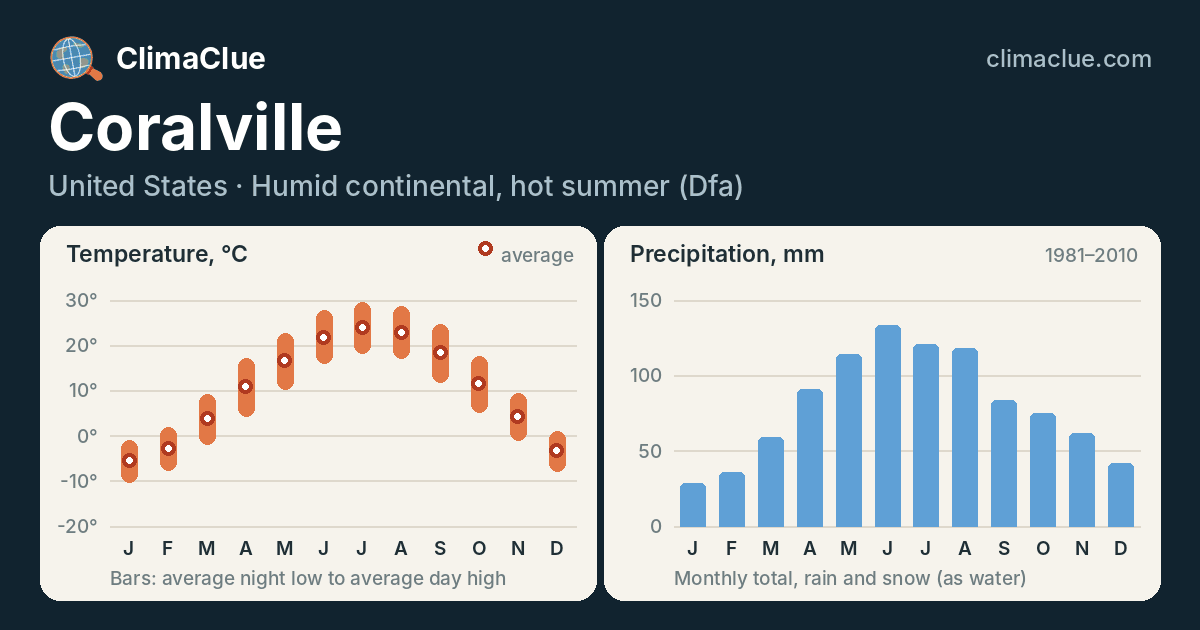 ClimaClue
climaclue.com
Coralville
United States · Humid continental, hot summer (Dfa)
Temperature, °C
average
30°
20°
10°
0°
-10°
-20°
J F M A M J J A S O N D
Bars: average night low to average day high
Precipitation, mm
1981–2010
150
100
50
0
J F M A M J J A S O N D
Monthly total, rain and snow (as water)